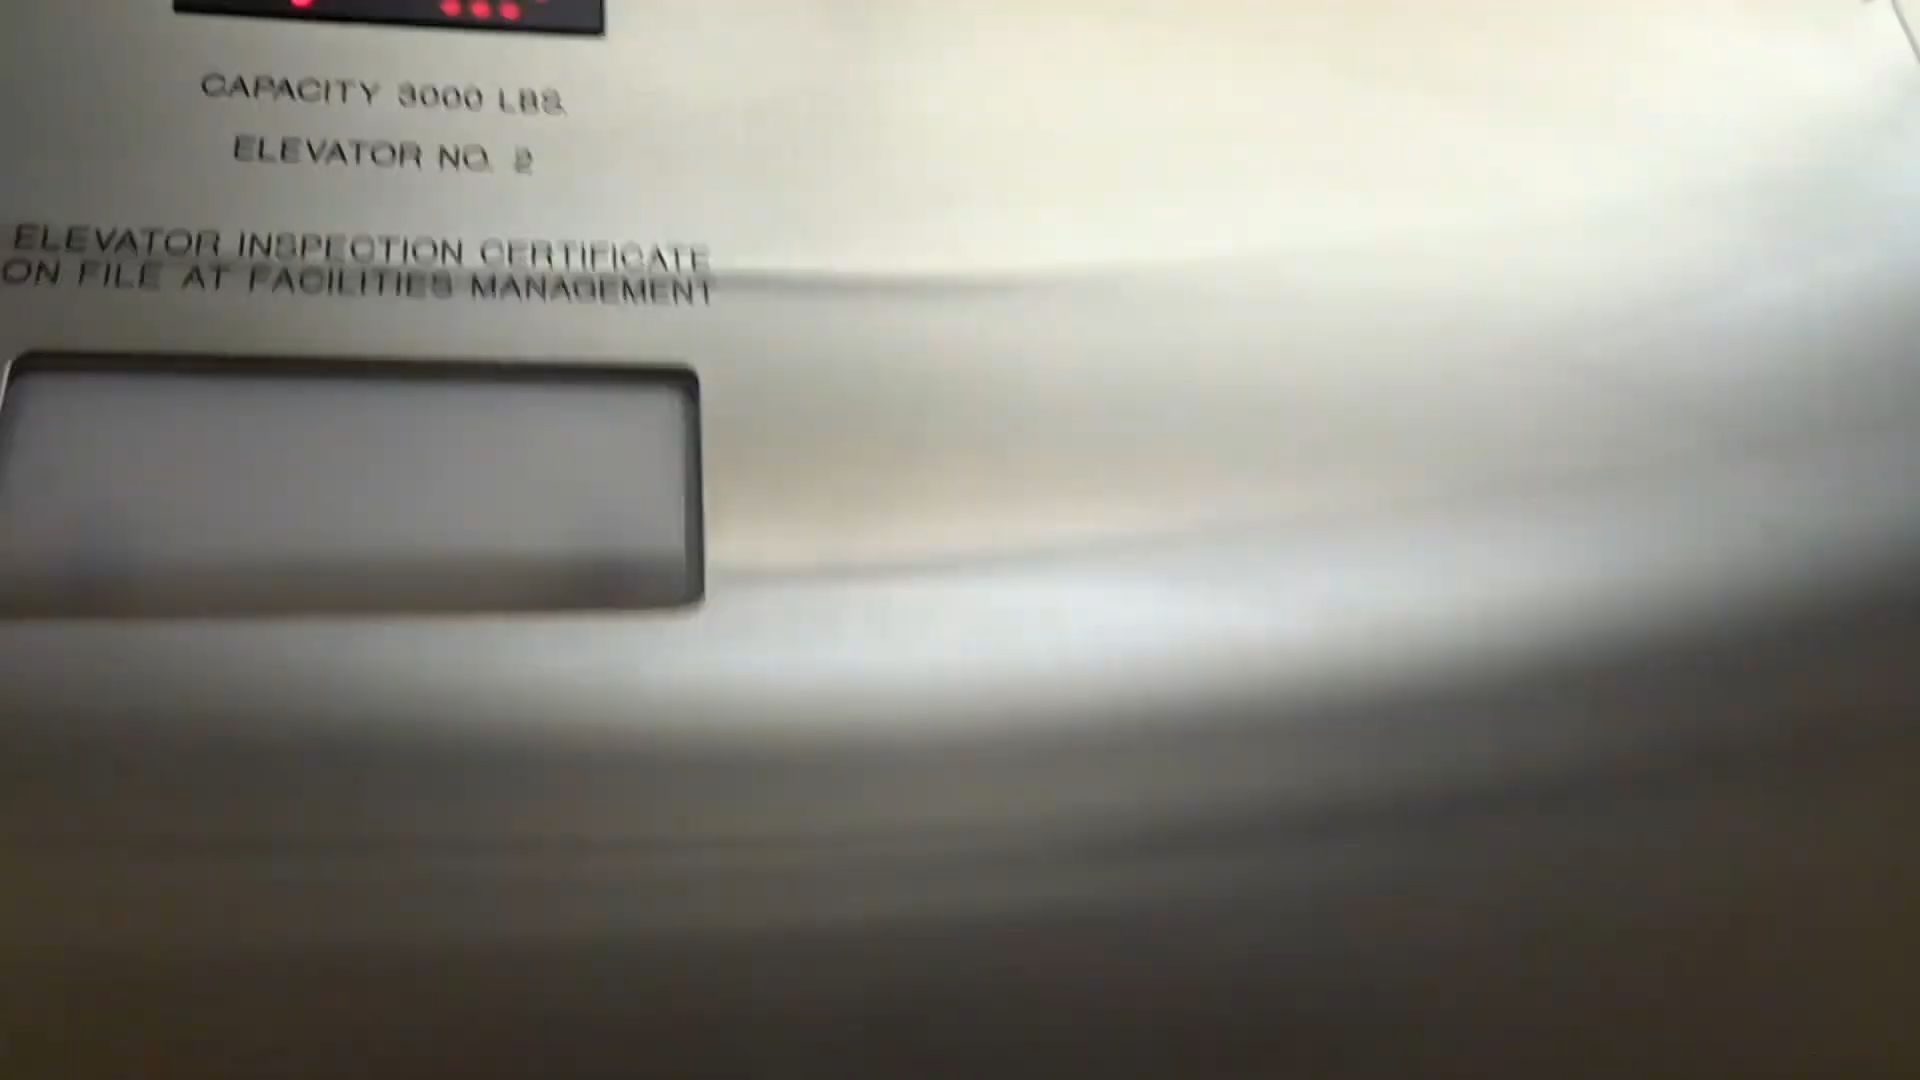 CAPACITY 3000 LBS.
ELEVATOR NO. 2
ELEVATOR INSPECTION CERTIFICATE
ON FILE AT FACILITIES MANAGEMENT